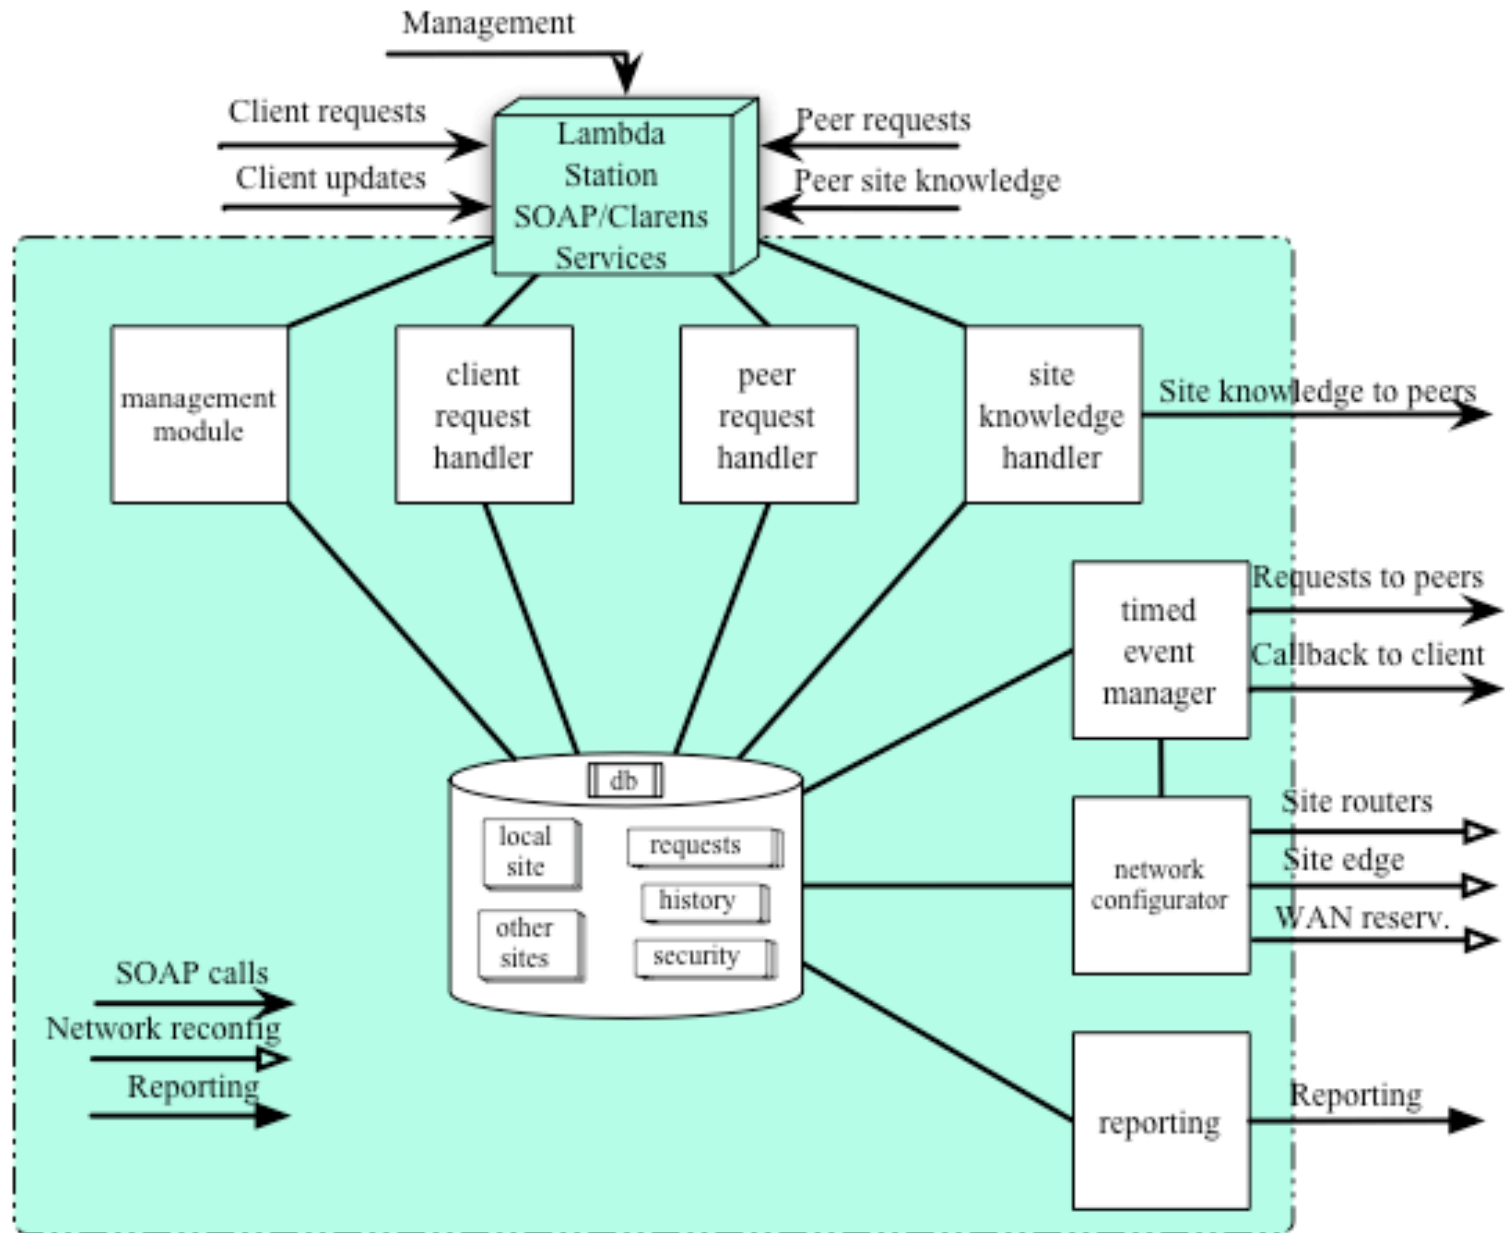 Management
Client requests
Client updates
Lambda
Station
SOAP/Clarens
Services
Peer requests
Peer site knowledge
management
module
client
request
handler
peer
request
handler
site
knowledge
handler
Site knowledge to peers
timed
event
manager
Requests to peers
Callback to client
db
local
site
other
sites
requests
history
security
network
configurator
Site routers
Site edge
WAN reserv.
SOAP calls
Network reconfig
Reporting
reporting
Reporting